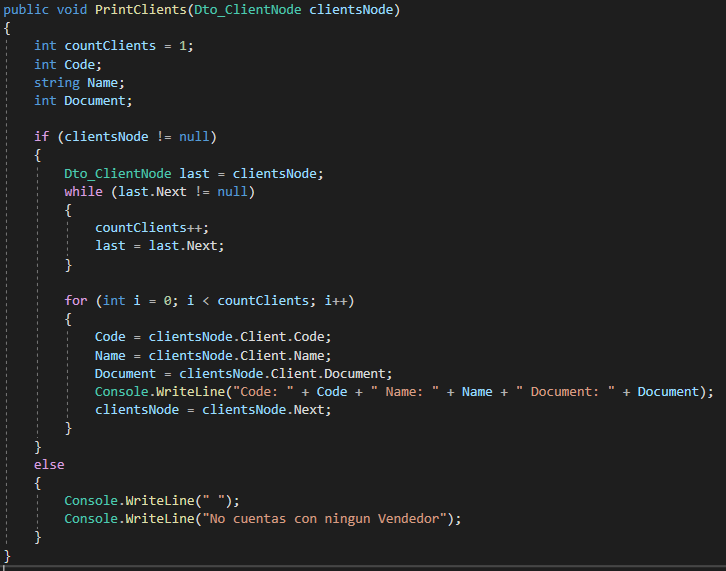 public void PrintClients(Dto_ClientNode clientsNode)
{
    int countClients = 1;
    int Code;
    string Name;
    int Document;

    if (clientsNode != null)
    {
        Dto_ClientNode last = clientsNode;
        while (last.Next != null)
        {
            countClients++;
            last = last.Next;
        }

        for (int i = 0; i < countClients; i++)
        {
            Code = clientsNode.Client.Code;
            Name = clientsNode.Client.Name;
            Document = clientsNode.Client.Document;
            Console.WriteLine("Code: " + Code + " Name: " + Name + " Document: " + Document);
            clientsNode = clientsNode.Next;
        }
    }
    else
    {
        Console.WriteLine(" ");
        Console.WriteLine("No cuentas con ningun Vendedor");
    }
}